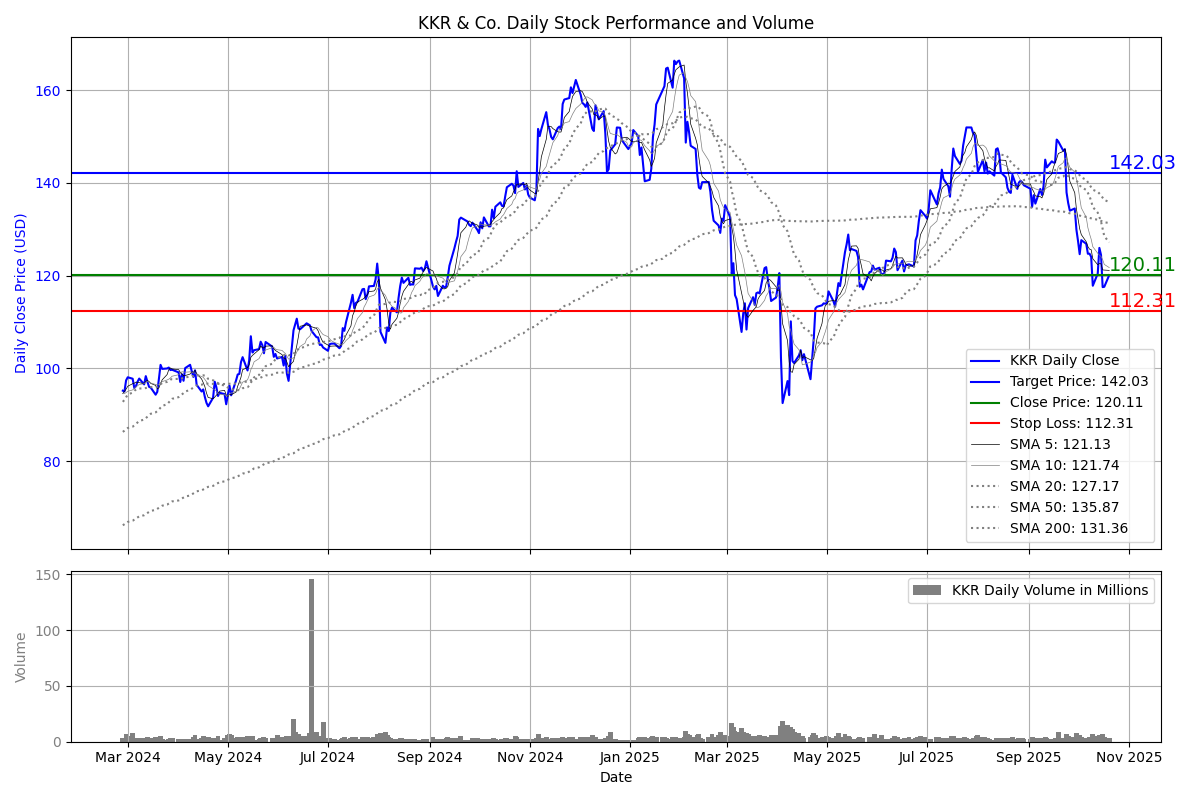 KKR & Co. Daily Stock Performance and Volume
Daily Close Price (USD)
160
140
120
100
80
142.03
120.11
112.31
KKR Daily Close
Target Price: 142.03
Close Price: 120.11
Stop Loss: 112.31
SMA 5: 121.13
SMA 10: 121.74
SMA 20: 127.17
SMA 50: 135.87
SMA 200: 131.36
Volume
150
100
50
0
KKR Daily Volume in Millions
Mar 2024 May 2024 Jul 2024 Sep 2024 Nov 2024 Jan 2025 Mar 2025 May 2025 Jul 2025 Sep 2025 Nov 2025
Date